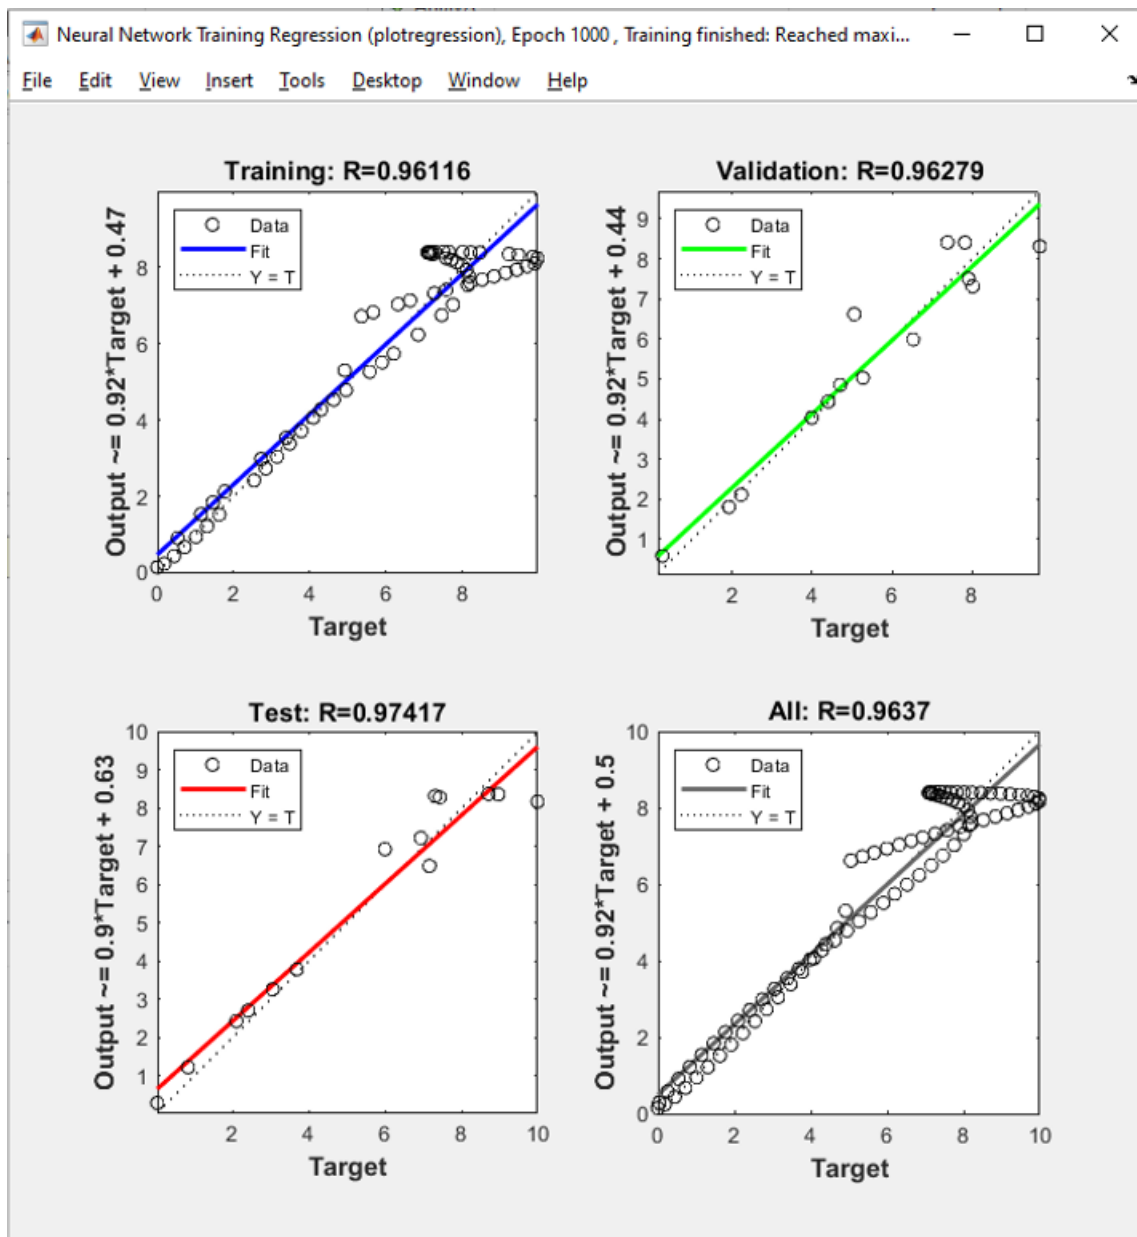 Neural Network Training Regression (plotregression), Epoch 1000 , Training finished: Reached maxi...
File Edit View Insert Tools Desktop Window Help
Training: R=0.96116
Output ~= 0.92*Target + 0.47
Data
Fit
Y = T
8
6
4
2
0
0 2 4 6 8
Target
Validation: R=0.96279
Output ~= 0.92*Target + 0.44
Data
Fit
Y = T
9
8
7
6
5
4
3
2
1
2 4 6 8
Target
Test: R=0.97417
Output ~= 0.9*Target + 0.63
Data
Fit
Y = T
10
9
8
7
6
5
4
3
2
1
2 4 6 8 10
Target
All: R=0.9637
Output ~= 0.92*Target + 0.5
Data
Fit
Y = T
10
8
6
4
2
0
0 2 4 6 8 10
Target